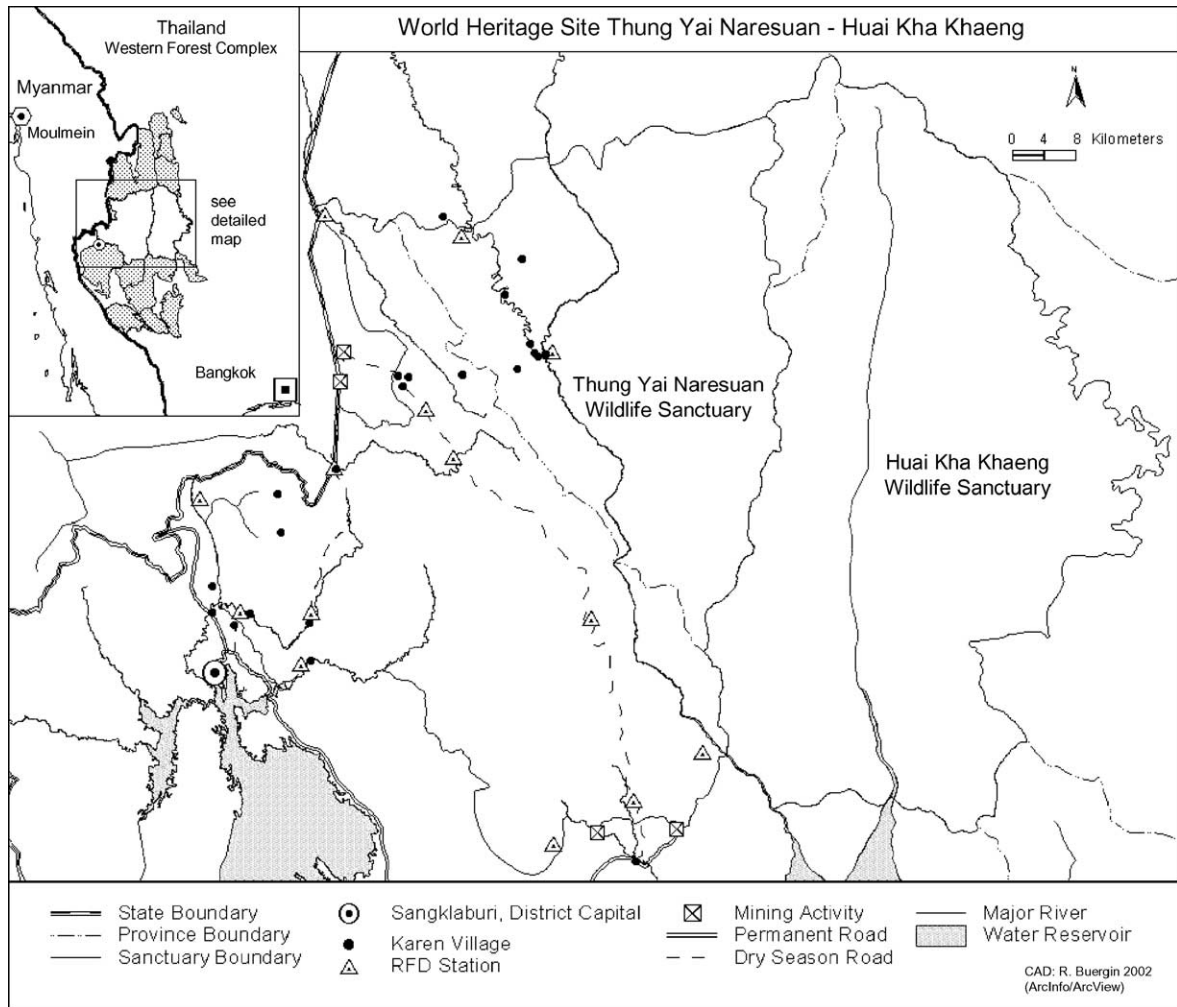 World Heritage Site Thung Yai Naresuan - Huai Kha Khaeng
Thailand
Western Forest Complex
Myanmar
Moulmein
see
detailed
map
Bangkok
N
0 4 8 Kilometers
Thung Yai Naresuan
Wildlife Sanctuary
Huai Kha Khaeng
Wildlife Sanctuary
State Boundary
Province Boundary
Sanctuary Boundary
Sangklaburi, District Capital
Karen Village
RFD Station
Mining Activity
Permanent Road
Dry Season Road
Major River
Water Reservoir
CAD: R. Buergin 2002
(ArcInfo/ArcView)